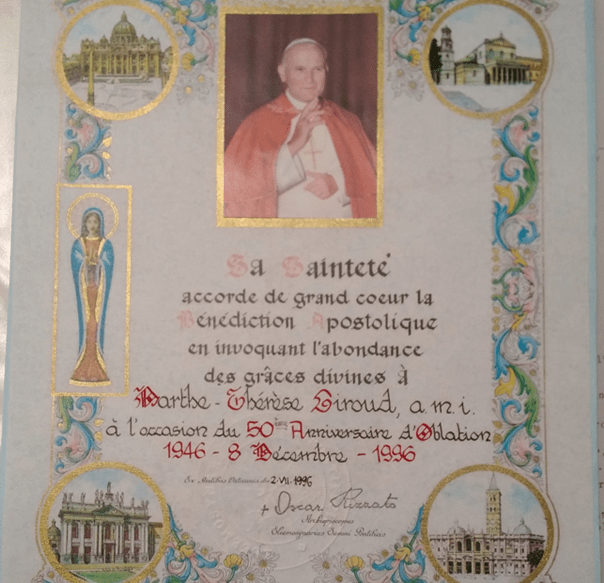 Sa Sainteté
accorde de grand coeur la
Bénédiction Apostolique
en invoquant l'abondance
des grâces divines à
Marthe-Thérèse Giroud, a.m.i.
à l'occasion du 50ème Anniversaire d'Oblation
1946 - 8 Décembre - 1996
Ex Aedibus Vaticanis die 2.VII.1996
+ Oscar Rizzato
Archiepiscopus
Eleemosynarius